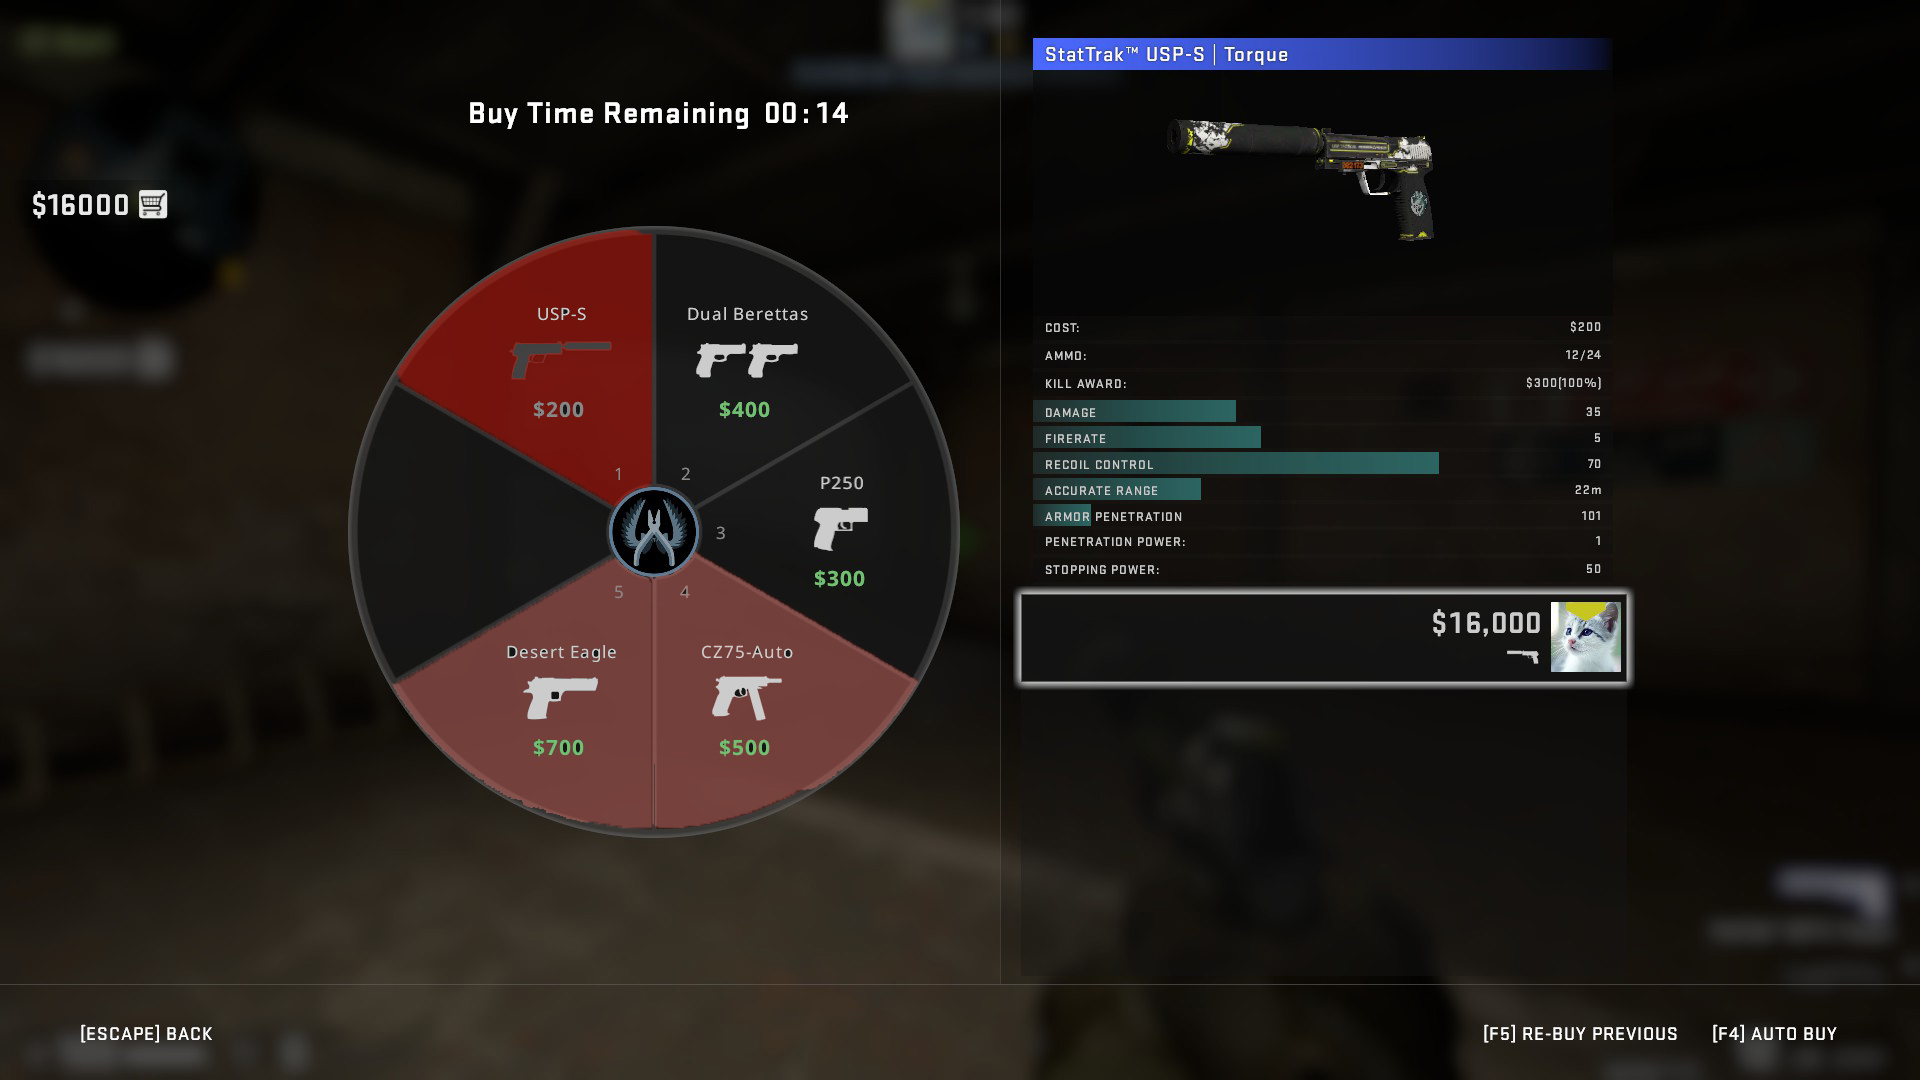 StatTrak™ USP-S | Torque
Buy Time Remaining 00:14
$16000
USP-S
$200
1
Dual Berettas
$400
2
P250
$300
3
CZ75-Auto
$500
4
Desert Eagle
$700
5
COST: $200
AMMO: 12/24
KILL AWARD: $300(100%)
DAMAGE 35
FIRERATE 5
RECOIL CONTROL 70
ACCURATE RANGE 22m
ARMOR PENETRATION 101
PENETRATION POWER: 1
STOPPING POWER: 50
$16,000
[ESCAPE] BACK
[F5] RE-BUY PREVIOUS
[F4] AUTO BUY